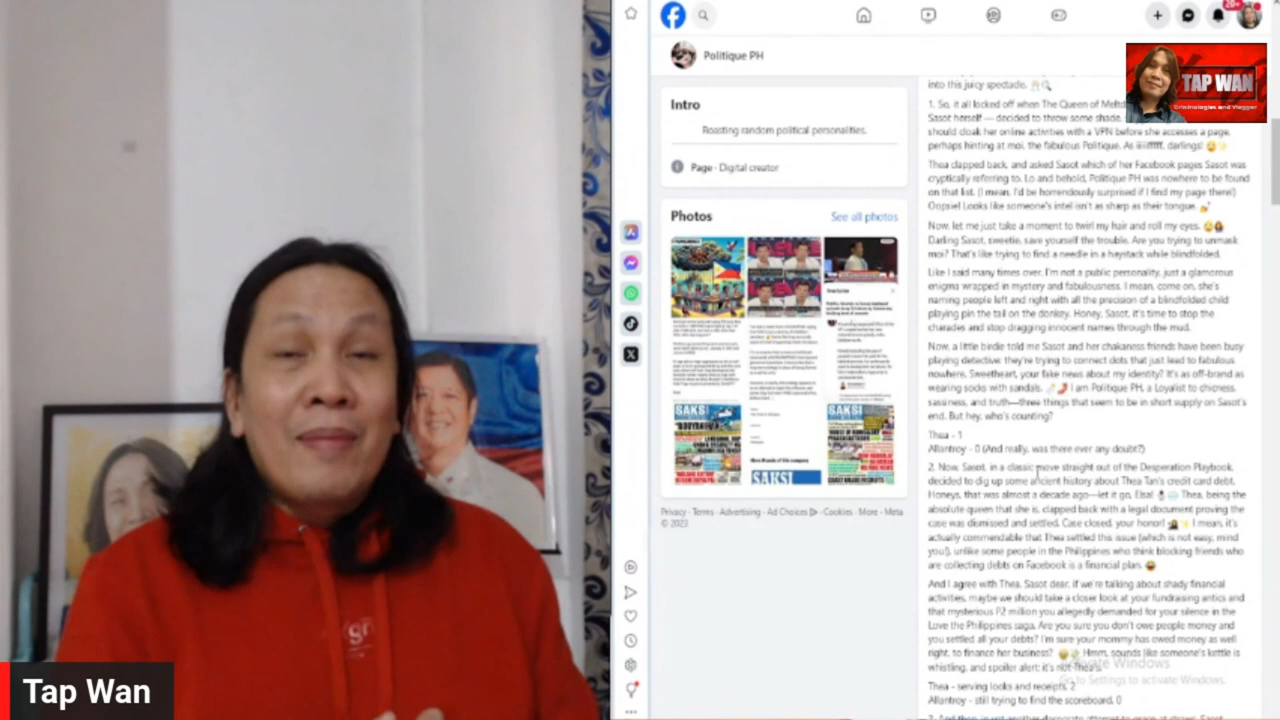 Tap Wan
gr
Politique PH
20+
TAP WAN
Criminologist and Vlogger
Intro
Roasting random political personalities.
Page · Digital creator
Photos
See all photos
SAKSI
SAKSI
SAKSI
Privacy · Terms · Advertising · Ad Choices · Cookies · More · Meta
© 2023
into this juicy spectacle.
1. So, it all locked off when The Queen of
Sasot herself — decided to throw some shade.
should cloak her online activities with a VPN before she accesses a page,
perhaps hinting at moi, the fabulous Politique. As iiiiifffff, darlings!
Thea clapped back, and asked Sasot which of her Facebook pages Sasot was
cryptically referring to. Lo and behold, Politique PH was nowhere to be found
on that list. (I mean, I'd be horrendously surprised if I find my page there!)
Oopsie! Looks like someone's intel isn't as sharp as their tongue.
Now, let me just take a moment to twirl my hair and roll my eyes.
Darling Sasot, sweetie, save yourself the trouble. Are you trying to unmask
moi? That's like trying to find a needle in a haystack while blindfolded.
Like I said many times over, I'm not a public personality, just a glamorous
enigma wrapped in mystery and fabulousness. I mean, come on, she's
naming people left and right with all the precision of a blindfolded child
playing pin the tail on the donkey. Honey, Sasot, it's time to stop the
charades and stop dragging innocent names through the mud.
Now, a little birdie told me Sasot and her chakaness friends have been busy
playing detective: they're trying to connect dots that just lead to fabulous
nowhere. Sweetheart, your fake news about my identity? It's as off-brand as
wearing socks with sandals. I am Politique PH, a Loyalist to chicness,
sassiness, and truth—three things that seem to be in short supply on Sasot's
end. But hey, who's counting?
Thea - 1
Allantroy - 0 (And really, was there ever any doubt?)
2. Now, Sasot, in a classic move straight out of the Desperation Playbook,
decided to dig up some ancient history about Thea Tan's credit card debt.
Honeys, that was almost a decade ago—let it go, Elsa! Thea, being the
absolute queen that she is, clapped back with a legal document proving the
case was dismissed and settled. Case closed, your honor! I mean, it's
actually commendable that Thea settled this issue (which is not easy, mind
you!), unlike some people in the Philippines who think blocking friends who
are collecting debts on Facebook is a financial plan.
And I agree with Thea. Sasot dear, if we're talking about shady financial
activities, maybe we should take a closer look at your fundraising antics and
that mysterious P2 million you allegedly demanded for your silence in the
Love the Philippines saga. Are you sure you don't owe people money and
you settled all your debts? I'm sure your mommy has owed money as well
right, to finance her business? Hmm, sounds like someone's kettle is
whistling, and spoiler alert: it's not Thea's.
Activate Windows
Go to Settings to activate Windows.
Thea - serving looks and receipts, 2
Allantroy - still trying to find the scoreboard, 0